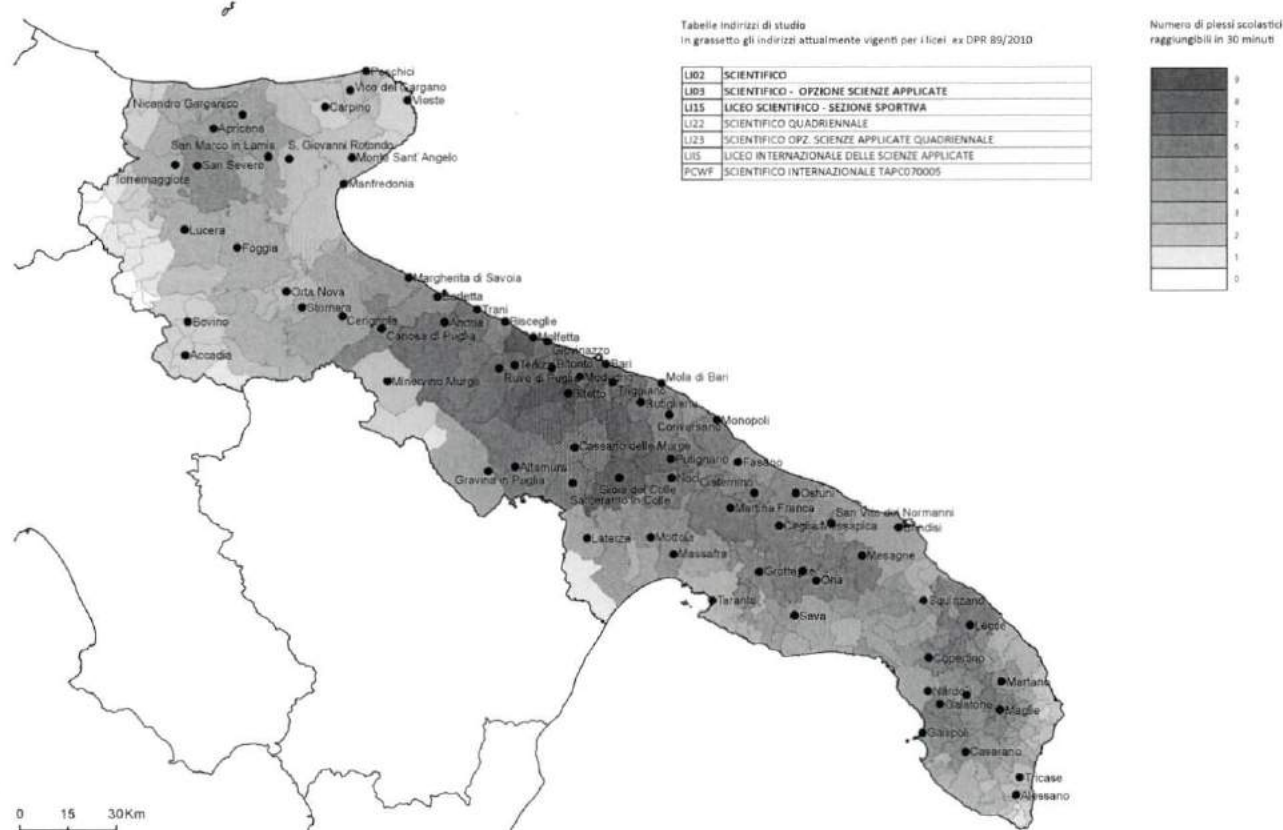 Tabelle indirizzi di studio
In grassetto gli indirizzi attualmente vigenti per i licei ex DPR 89/2010
LI02 SCIENTIFICO
LI03 SCIENTIFICO - OPZIONE SCIENZE APPLICATE
LI15 LICEO SCIENTIFICO - SEZIONE SPORTIVA
LI22 SCIENTIFICO QUADRIENNALE
LI23 SCIENTIFICO OPZ. SCIENZE APPLICATE QUADRIENNALE
LIIS LICEO INTERNAZIONALE DELLE SCIENZE APPLICATE
PCWF SCIENTIFICO INTERNAZIONALE TAPC070005
Numero di plessi scolastici
raggiungibili in 30 minuti
9
8
7
6
5
4
3
2
1
0
Peschici
Vico del Gargano
Vieste
Nicandro Garganico
Carpino
Apricena
San Marco in Lamis
S. Giovanni Rotondo
Monte Sant' Angelo
San Severo
Torremaggiore
Manfredonia
Lucera
Foggia
Margherita di Savoia
Orta Nova
Barletta
Stornara
Trani
Cerignola
Andria
Bisceglie
Bovino
Canosa di Puglia
Molfetta
Giovinazzo
Accadia
Terlizzi
Bitonto
Bari
Minervino Murge
Ruvo di Puglia
Modugno
Triggiano
Mola di Bari
Bitetto
Rutigliano
Conversano
Monopoli
Cassano delle Murge
Putignano
Fasano
Altamura
Gravina in Puglia
Gioia del Colle
Noci
Cisternino
Santeramo in Colle
Ostuni
Martina Franca
San Vito dei Normanni
Ceglie Messapica
Brindisi
Laterza
Mottola
Massafra
Mesagne
Grottaglie
Oria
Taranto
Sava
Squinzano
Lecce
Copertino
Martano
Nardò
Galatone
Maglie
Gallipoli
Casarano
Tricase
Alessano
0 15 30Km